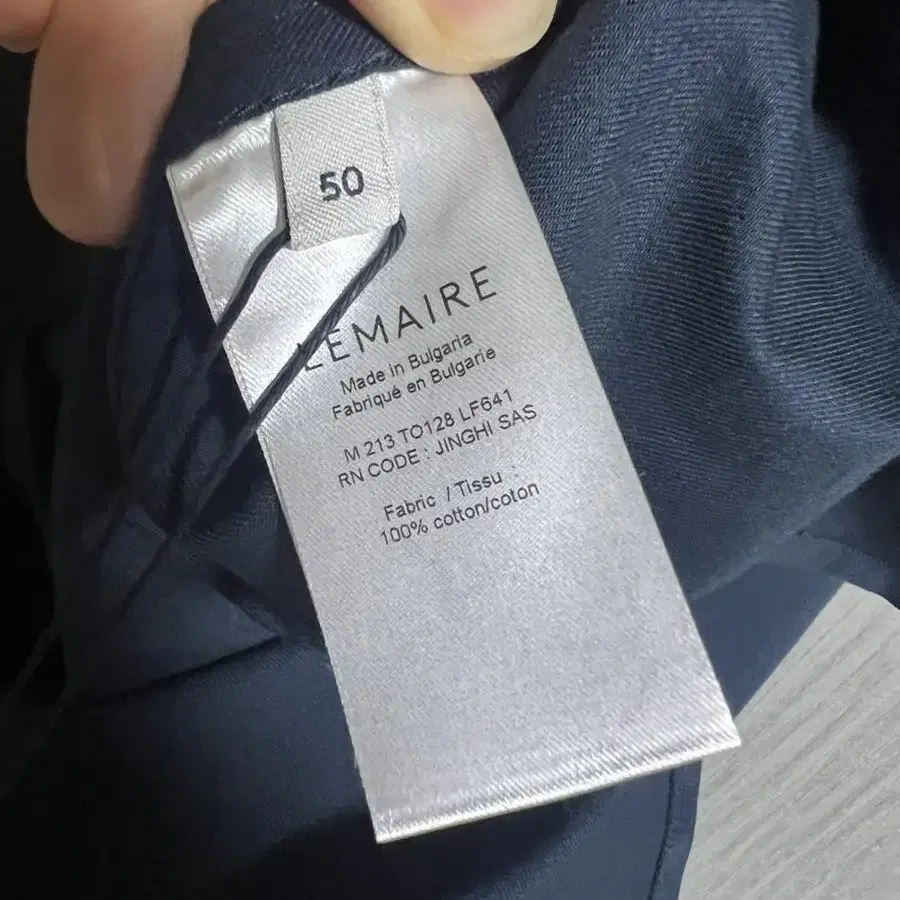 50
LEMAIRE
Made in Bulgaria
Fabriqué en Bulgarie
M 213 TO128 LF641
RN CODE : JINGHI SAS
Fabric / Tissu :
100% cotton/coton